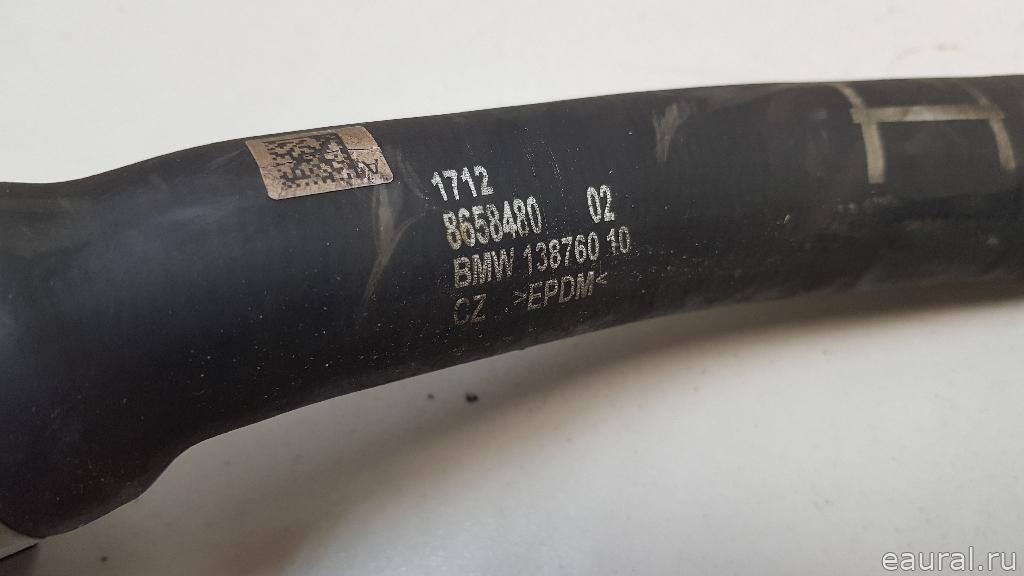 1712
8658480 02
BMW 138760 10
CZ >EPDM<
eaural.ru